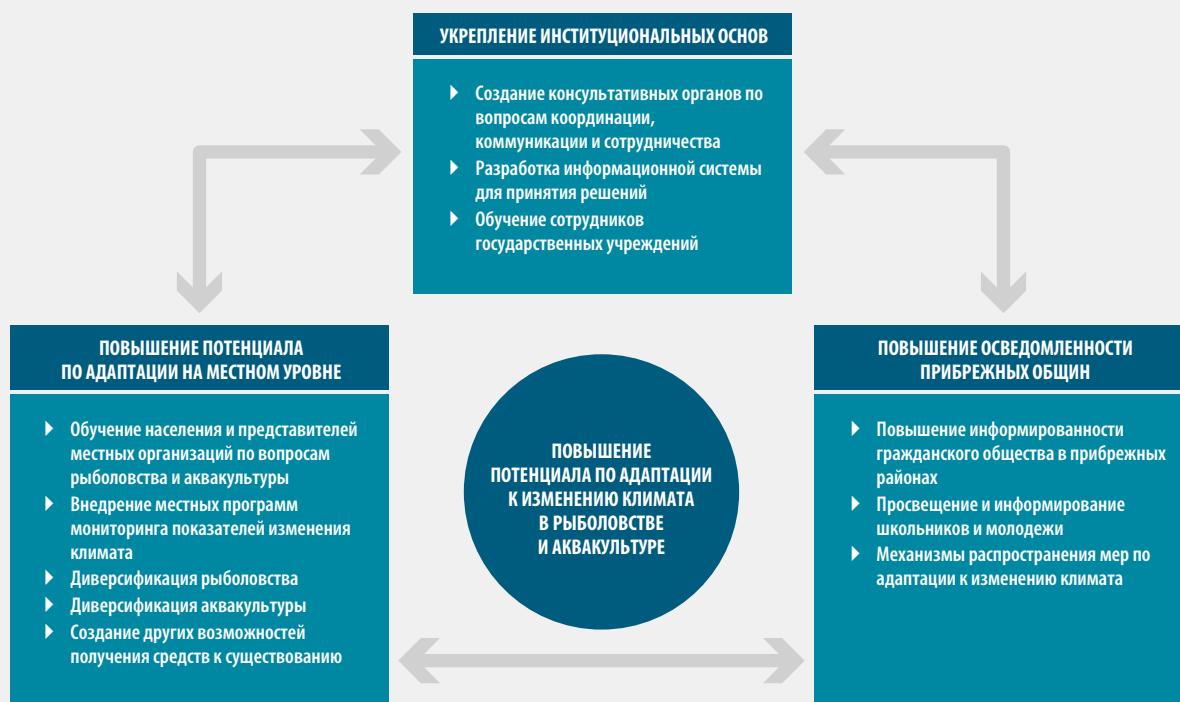 УКРЕПЛЕНИЕ ИНСТИТУЦИОНАЛЬНЫХ ОСНОВ
Создание консультативных органов по
вопросам координации,
коммуникации и сотрудничества
Разработка информационной системы
для принятия решений
Обучение сотрудников
государственных учреждений
ПОВЫШЕНИЕ ПОТЕНЦИАЛА
ПО АДАПТАЦИИ НА МЕСТНОМ УРОВНЕ
Обучение населения и представителей
местных организаций по вопросам
рыболовства и аквакультуры
Внедрение местных программ
мониторинга показателей изменения
климата
Диверсификация рыболовства
Диверсификация аквакультуры
Создание других возможностей
получения средств к существованию
ПОВЫШЕНИЕ
ПОТЕНЦИАЛА ПО АДАПТАЦИИ
К ИЗМЕНЕНИЮ КЛИМАТА
В РЫБОЛОВСТВЕ
И АКВАКУЛЬТУРЕ
ПОВЫШЕНИЕ ОСВЕДОМЛЕННОСТИ
ПРИБРЕЖНЫХ ОБЩИН
Повышение информированности
гражданского общества в прибрежных
районах
Просвещение и информирование
школьников и молодежи
Механизмы распространения мер по
адаптации к изменению климата